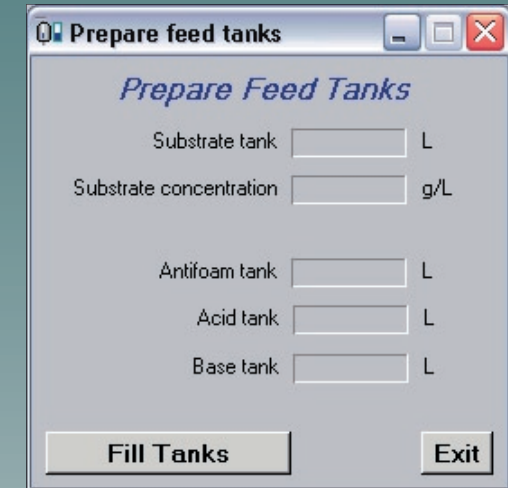 Prepare feed tanks
Prepare Feed Tanks
Substrate tank L
Substrate concentration g/L
Antifoam tank L
Acid tank L
Base tank L
Fill Tanks Exit